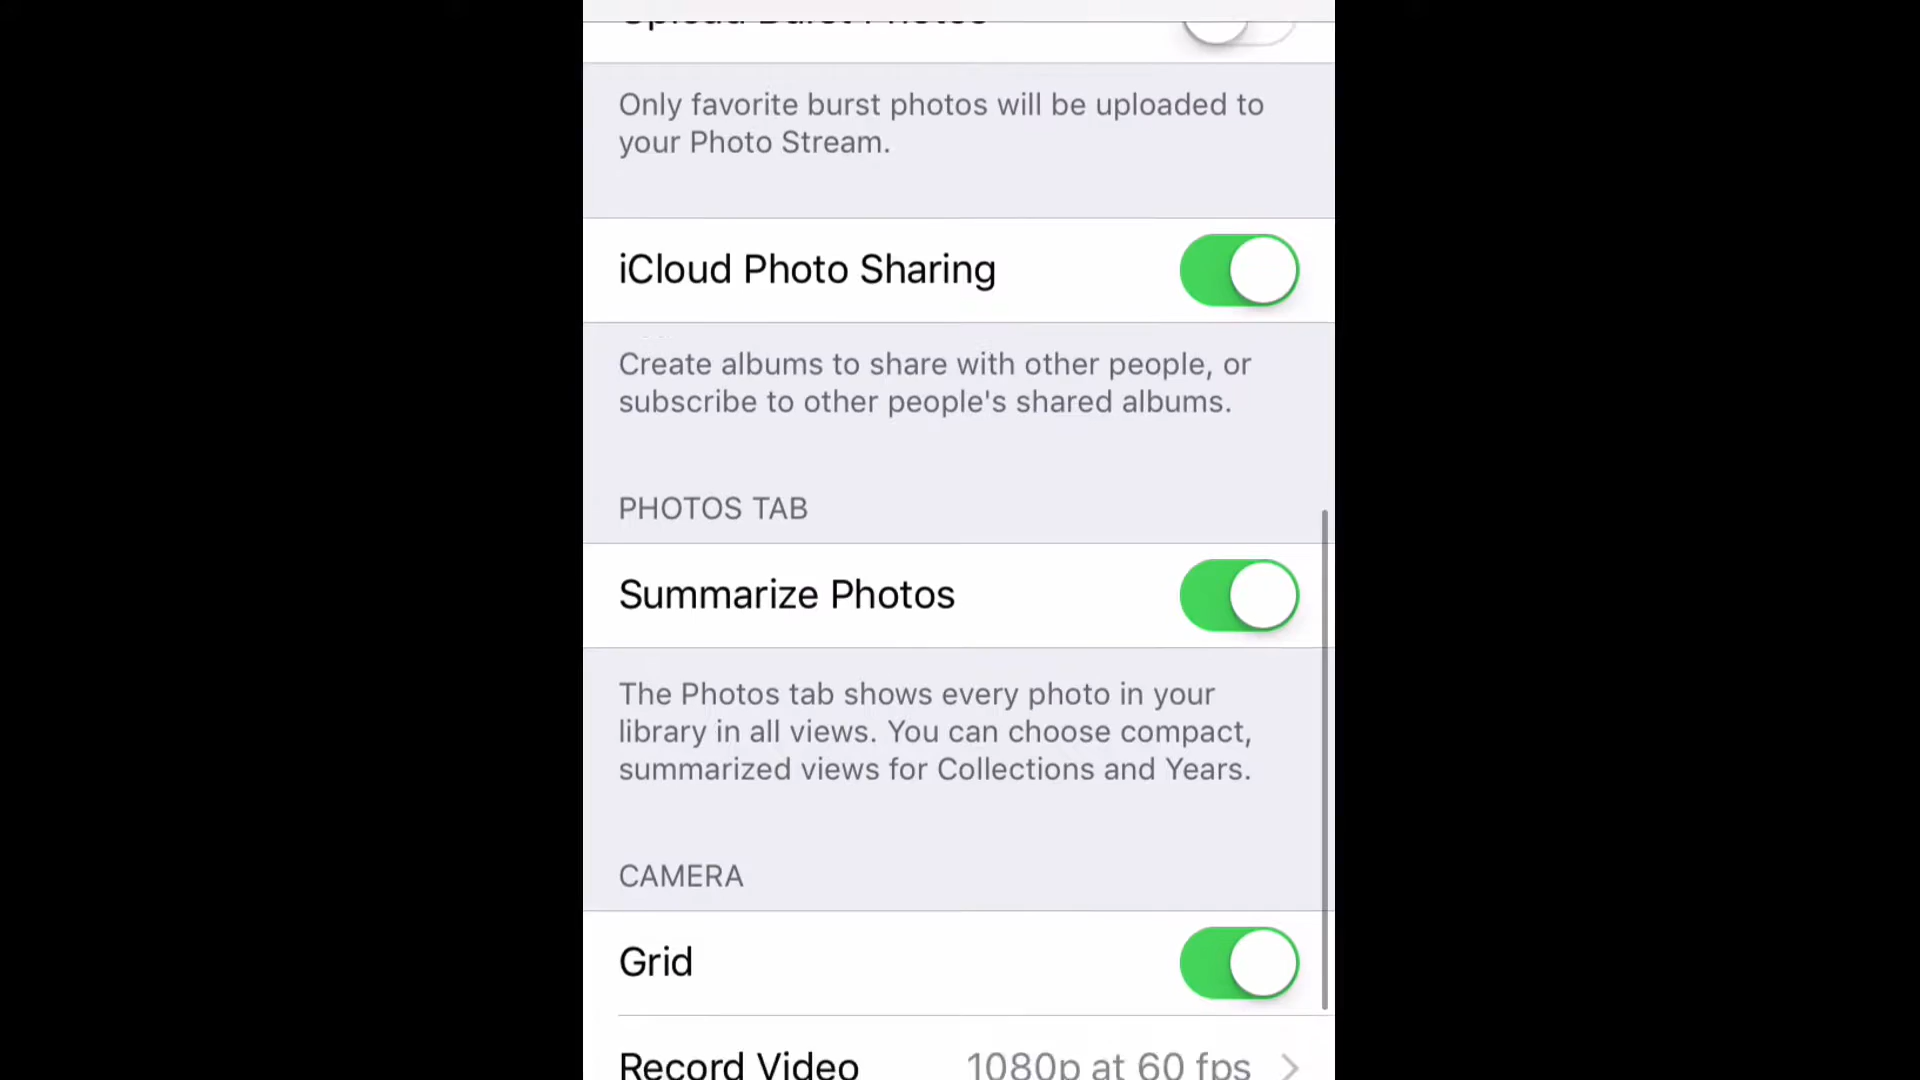 Upload Burst Photos
Only favorite burst photos will be uploaded to
your Photo Stream.
iCloud Photo Sharing
Create albums to share with other people, or
subscribe to other people's shared albums.
PHOTOS TAB
Summarize Photos
The Photos tab shows every photo in your
library in all views. You can choose compact,
summarized views for Collections and Years.
CAMERA
Grid
Record Video 1080p at 60 fps